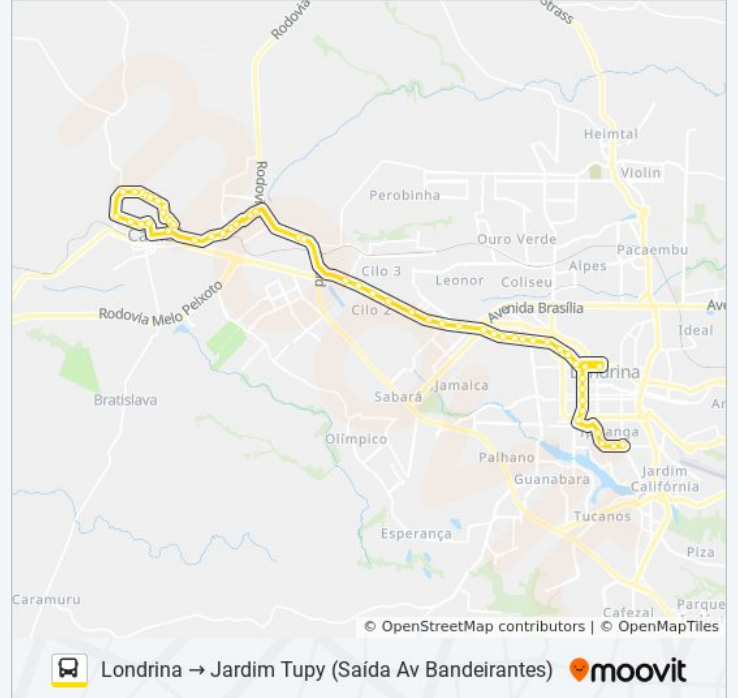 Rodovia
Strass
Heimtal
Violin
Rodov
Perobinha
Ouro Verde
Pacaembu
Cilo 3
Alpes
Leonor
Coliseu
Rodovia Melo Peixoto
Cilo 2
Avenida Brasília
Ave
Ideal
Londrina
Jamaica
Sabará
Bratislava
Olímpico
Palhano
Jardim
Califórnia
Guanabara
Tucanos
Esperança
Piza
Caramuru
Cafezal
Parque
© OpenStreetMap contributors | © OpenMapTiles
Londrina → Jardim Tupy (Saída Av Bandeirantes)
moovit